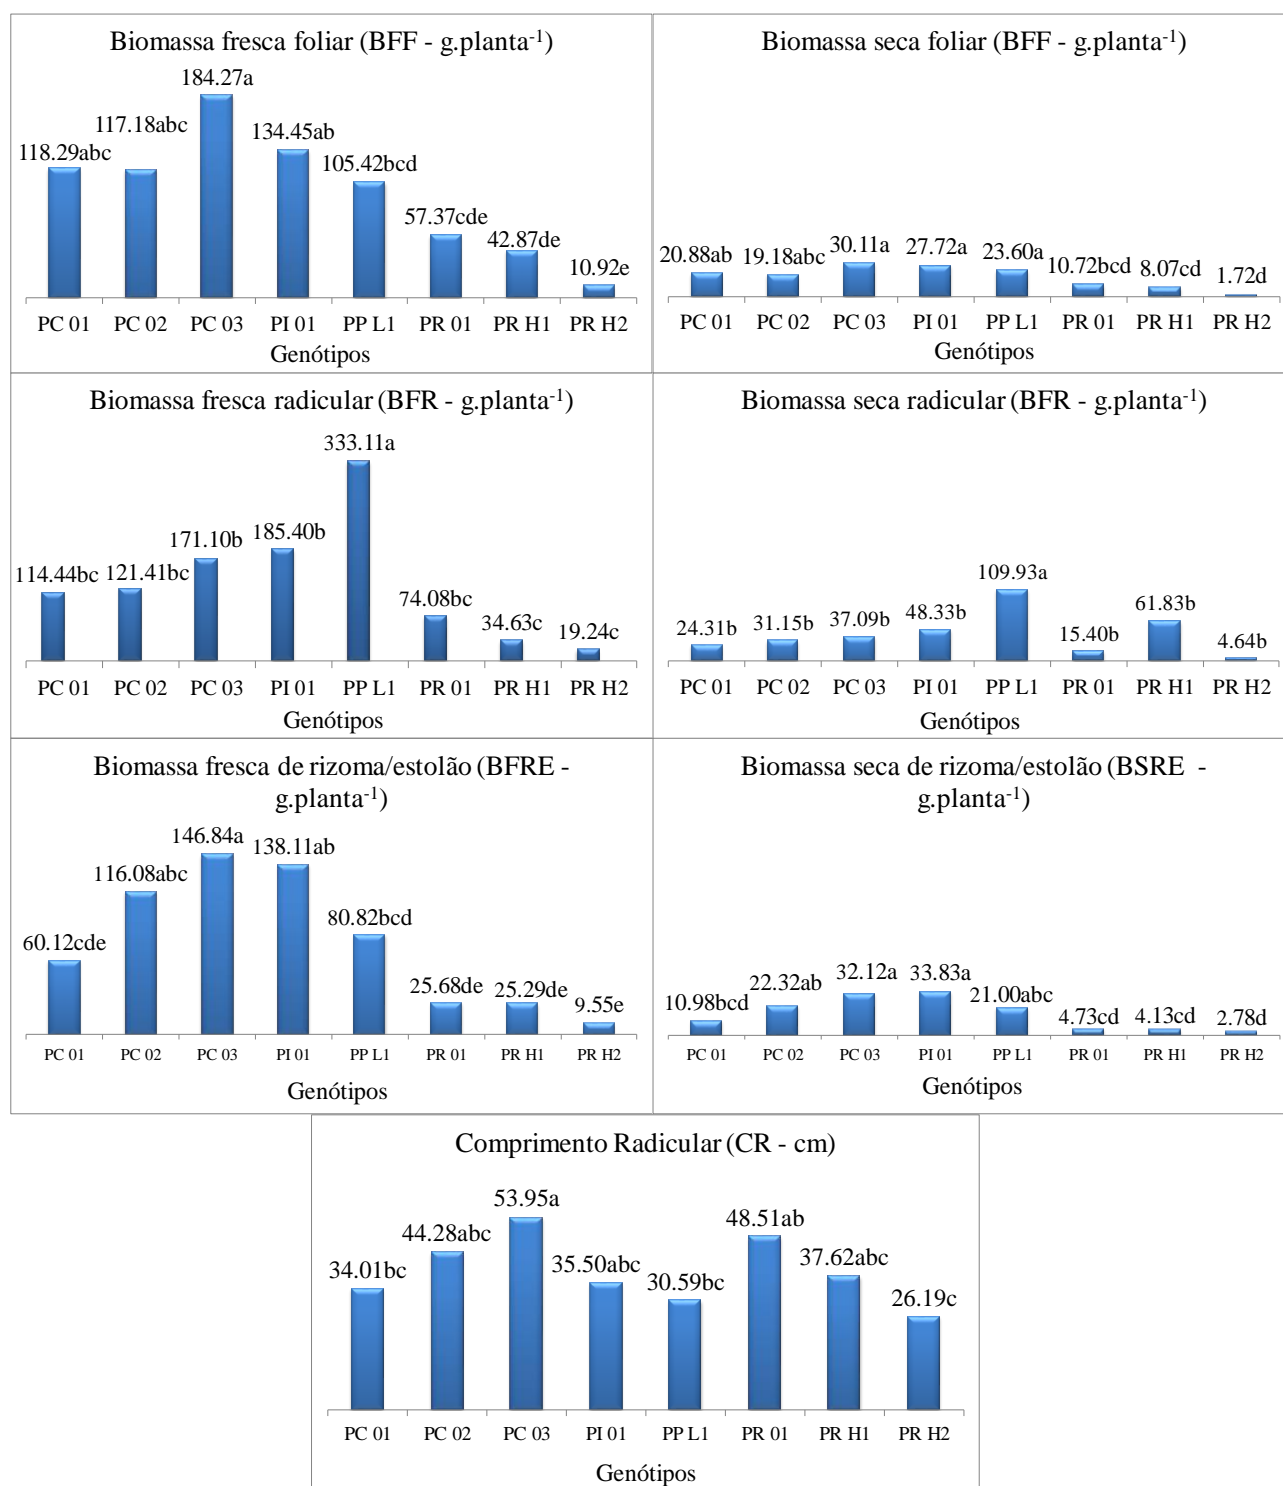 Biomassa fresca foliar (BFF - g.planta-1)
184.27a
134.45ab
117.18abc
118.29abc
105.42bcd
57.37cde
42.87de
10.92e
PC 01 PC 02 PC 03 PI 01 PP L1 PR 01 PR H1 PR H2
Genótipos
Biomassa seca foliar (BFF - g.planta-1)
20.88ab 19.18abc 30.11a 27.72a 23.60a 10.72bcd 8.07cd 1.72d
PC 01 PC 02 PC 03 PI 01 PP L1 PR 01 PR H1 PR H2
Genótipos
Biomassa fresca radicular (BFR - g.planta-1)
333.11a
185.40b
171.10b
114.44bc 121.41bc
74.08bc
34.63c
19.24c
PC 01 PC 02 PC 03 PI 01 PP L1 PR 01 PR H1 PR H2
Genótipos
Biomassa seca radicular (BFR - g.planta-1)
109.93a
61.83b
24.31b 31.15b 37.09b 48.33b
15.40b
4.64b
PC 01 PC 02 PC 03 PI 01 PP L1 PR 01 PR H1 PR H2
Genótipos
Biomassa fresca de rizoma/estolão (BFRE -
g.planta-1)
146.84a
138.11ab
116.08abc
80.82bcd
60.12cde
25.68de 25.29de
9.55e
PC 01 PC 02 PC 03 PI 01 PP L1 PR 01 PR H1 PR H2
Genótipos
Biomassa seca de rizoma/estolão (BSRE -
g.planta-1)
10.98bcd 22.32ab 32.12a 33.83a 21.00abc
4.73cd 4.13cd 2.78d
PC 01 PC 02 PC 03 PI 01 PP L1 PR 01 PR H1 PR H2
Genótipos
Comprimento Radicular (CR - cm)
53.95a
48.51ab
44.28abc
37.62abc
34.01bc 35.50abc
30.59bc
26.19c
PC 01 PC 02 PC 03 PI 01 PP L1 PR 01 PR H1 PR H2
Genótipos